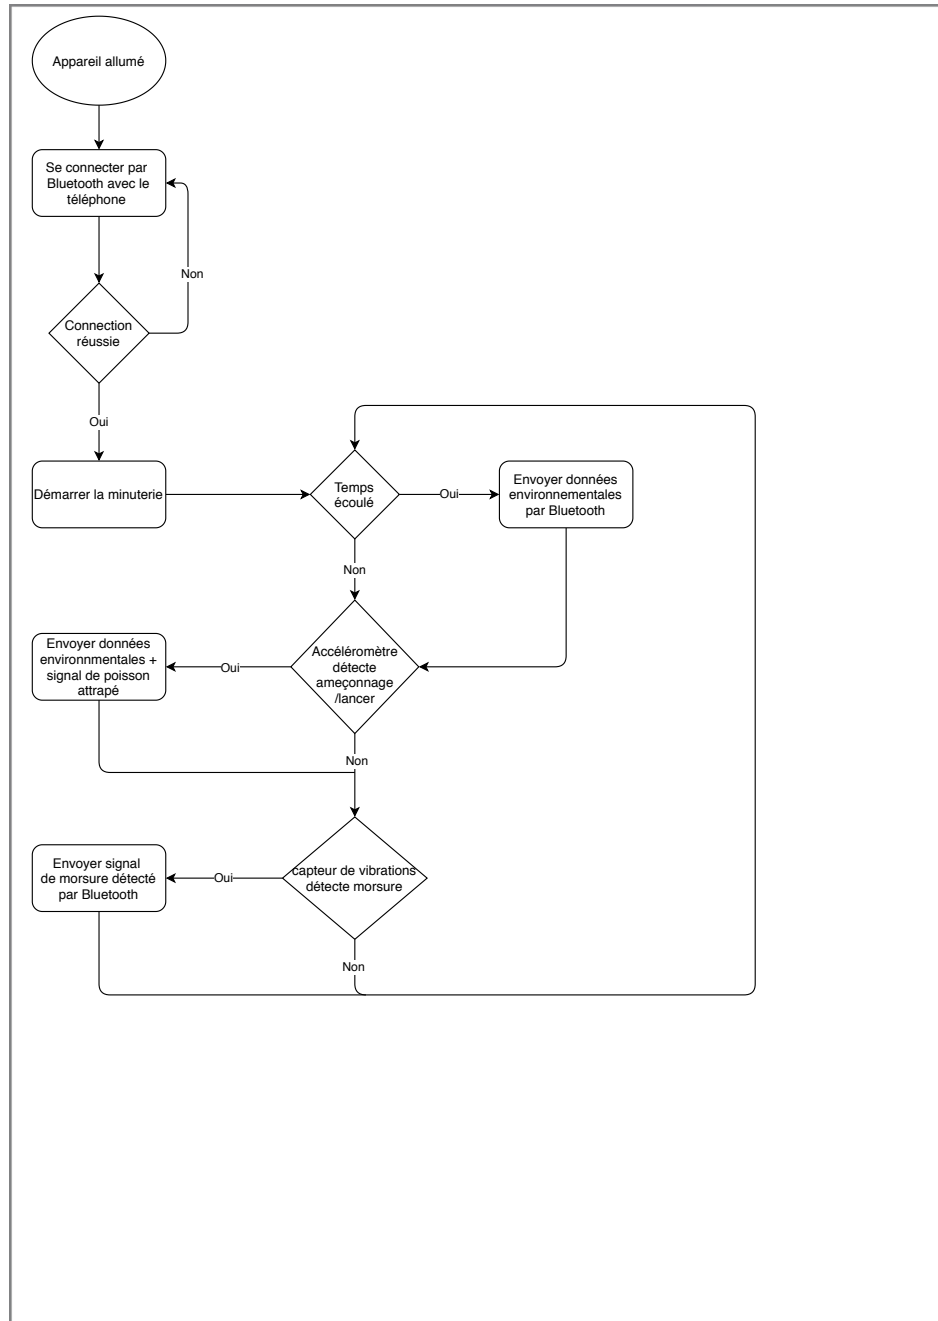 Appareil allumé
Se connecter par
Bluetooth avec le
téléphone
Non
Connection
réussie
Oui
Démarrer la minuterie
Temps
écoulé
Oui
Envoyer données
environnementales
par Bluetooth
Non
Envoyer données
environnmentales +
signal de poisson
attrapé
Oui
Accéléromètre
détecte
ameçonnage
/lancer
Non
Envoyer signal
de morsure détecté
par Bluetooth
Oui
capteur de vibrations
détecte morsure
Non